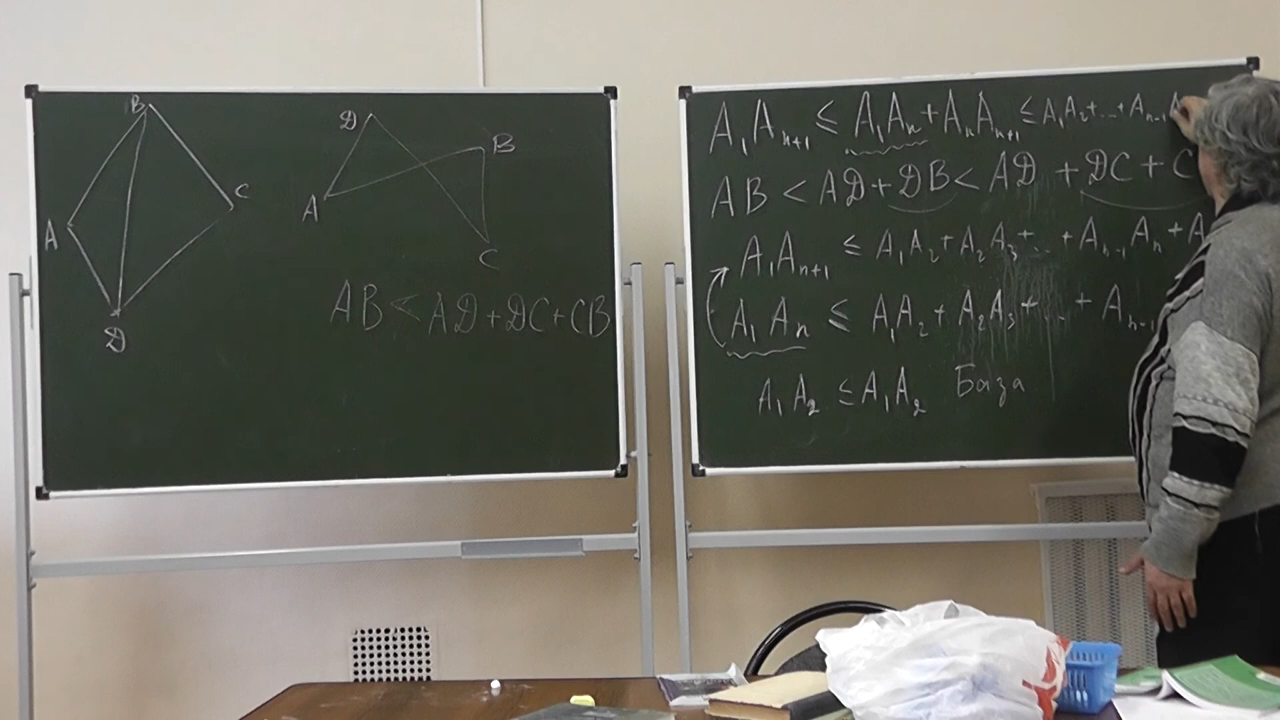 B
C
A
D
D
B
A
C
AB < AD + DC + CB
A₁Aₙ₊₁ ≤ A₁Aₙ + AₙAₙ₊₁ ≤ A₁A₂ + ... + Aₙ₋₁
AB < AD + DB < AD + DC + C
A₁Aₙ₊₁ ≤ A₁A₂ + A₂A₃ + ... + Aₙ₋₁Aₙ + A
A₁Aₙ ≤ A₁A₂ + A₂A₃ + ... + Aₙ₋₁
A₁A₂ ≤ A₁A₂ База